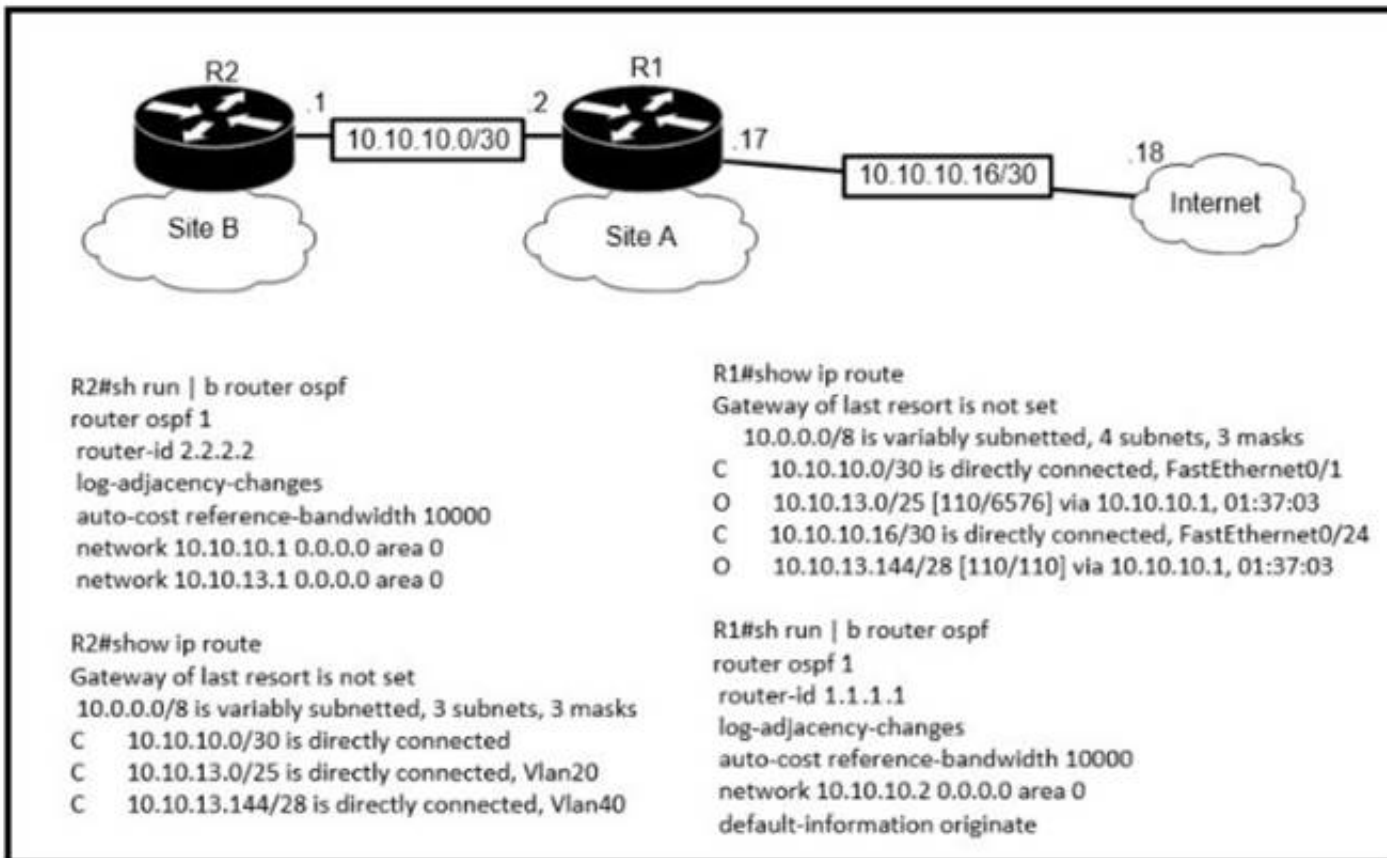 R2
R1
.1
.2
10.10.10.0/30
.17
.18
10.10.10.16/30
Internet
Site B
Site A
R2#sh run | b router ospf
router ospf 1
router-id 2.2.2.2
log-adjacency-changes
auto-cost reference-bandwidth 10000
network 10.10.10.1 0.0.0.0 area 0
network 10.10.13.1 0.0.0.0 area 0
R2#show ip route
Gateway of last resort is not set
10.0.0.0/8 is variably subnetted, 3 subnets, 3 masks
C 10.10.10.0/30 is directly connected
C 10.10.13.0/25 is directly connected, Vlan20
C 10.10.13.144/28 is directly connected, Vlan40
R1#show ip route
Gateway of last resort is not set
10.0.0.0/8 is variably subnetted, 4 subnets, 3 masks
C 10.10.10.0/30 is directly connected, FastEthernet0/1
O 10.10.13.0/25 [110/6576] via 10.10.10.1, 01:37:03
C 10.10.10.16/30 is directly connected, FastEthernet0/24
O 10.10.13.144/28 [110/110] via 10.10.10.1, 01:37:03
R1#sh run | b router ospf
router ospf 1
router-id 1.1.1.1
log-adjacency-changes
auto-cost reference-bandwidth 10000
network 10.10.10.2 0.0.0.0 area 0
default-information originate